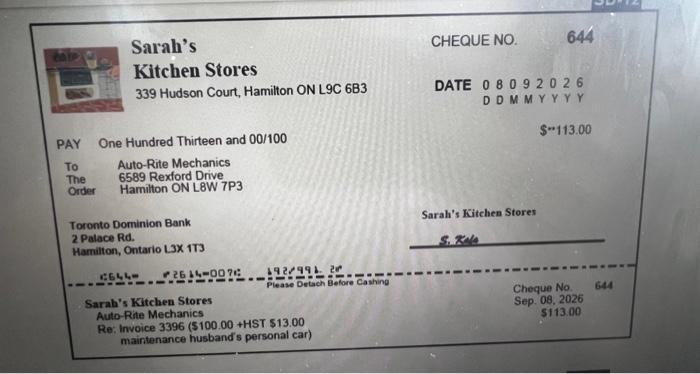 Sarah's
Kitchen Stores
339 Hudson Court, Hamilton ON L9C 6B3
CHEQUE NO. 644
DATE 0 8 0 9 2 0 2 6
D D M M Y Y Y Y
$**113.00
PAY One Hundred Thirteen and 00/100
To The Order
Auto-Rite Mechanics
6589 Rexford Drive
Hamilton ON L8W 7P3
Toronto Dominion Bank
2 Palace Rd.
Hamilton, Ontario L3X 1T3
Sarah's Kitchen Stores
S. Kafa
Please Detach Before Cashing
Sarah's Kitchen Stores
Auto-Rite Mechanics
Re: Invoice 3396 ($100.00 +HST $13.00
maintenance husband's personal car)
Cheque No. 644
Sep. 08, 2026
$113.00